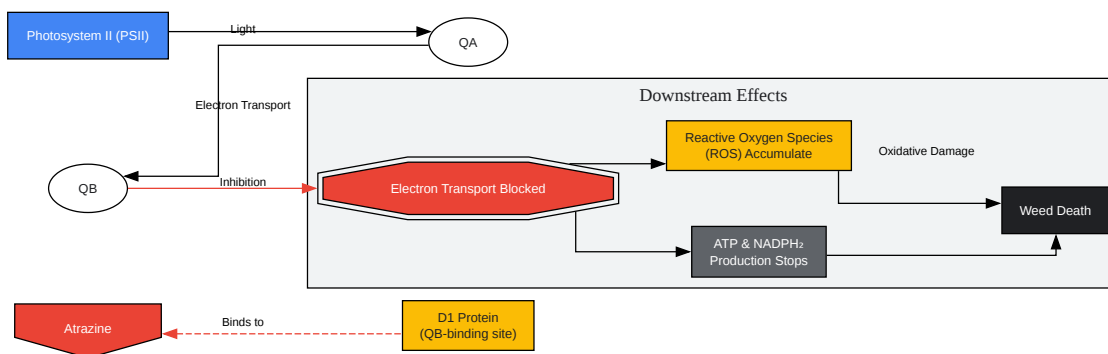 Photosystem II (PSII)
Light
QA
Electron Transport
Downstream Effects
Reactive Oxygen Species
(ROS) Accumulate
Oxidative Damage
QB
Inhibition
Electron Transport Blocked
Weed Death
ATP & NADPH₂
Production Stops
Atrazine
Binds to
D1 Protein
(QB-binding site)